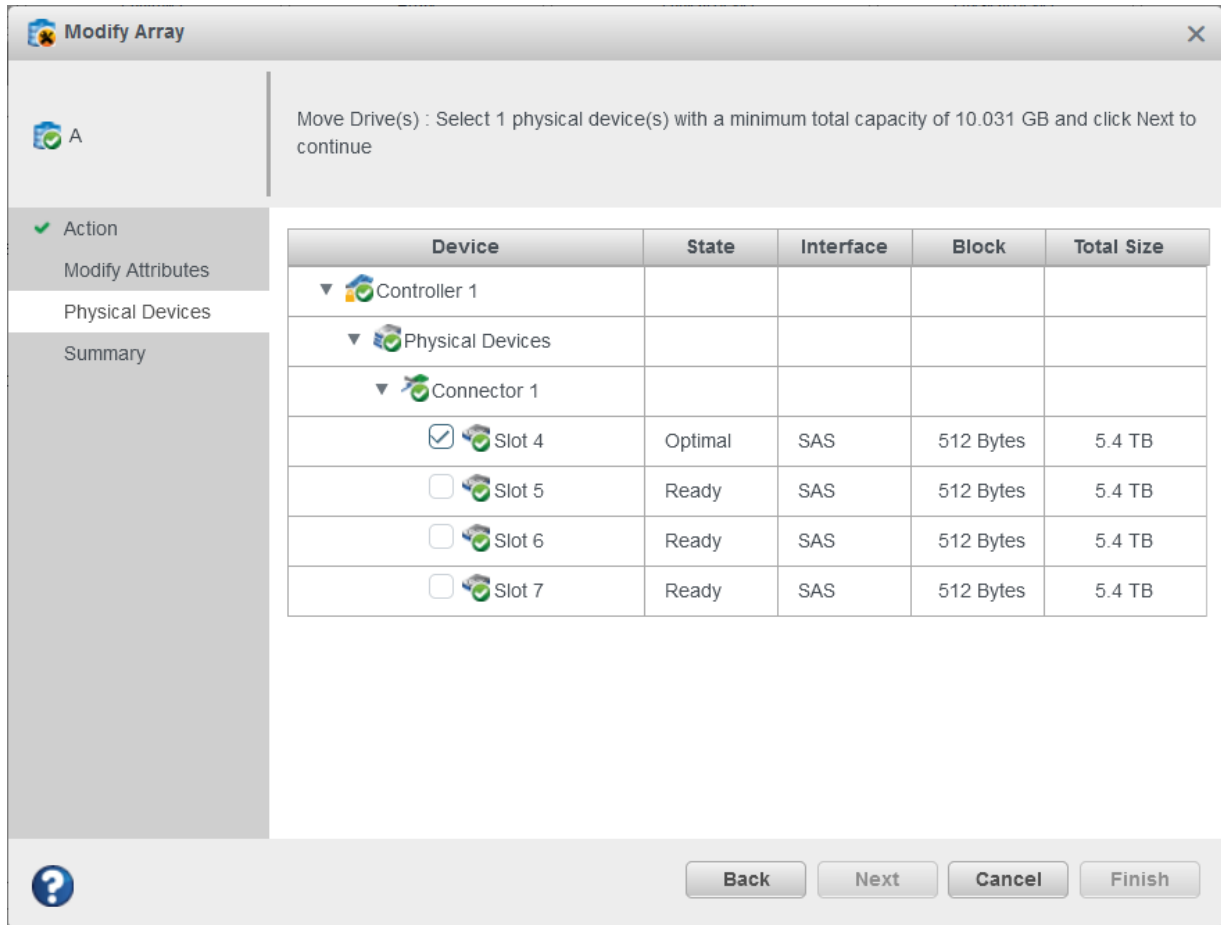 Modify Array
A
Move Drive(s) : Select 1 physical device(s) with a minimum total capacity of 10.031 GB and click Next to
continue
Action
Modify Attributes
Physical Devices
Summary
Device State Interface Block Total Size
Controller 1
Physical Devices
Connector 1
Slot 4 Optimal SAS 512 Bytes 5.4 TB
Slot 5 Ready SAS 512 Bytes 5.4 TB
Slot 6 Ready SAS 512 Bytes 5.4 TB
Slot 7 Ready SAS 512 Bytes 5.4 TB
? Back Next Cancel Finish